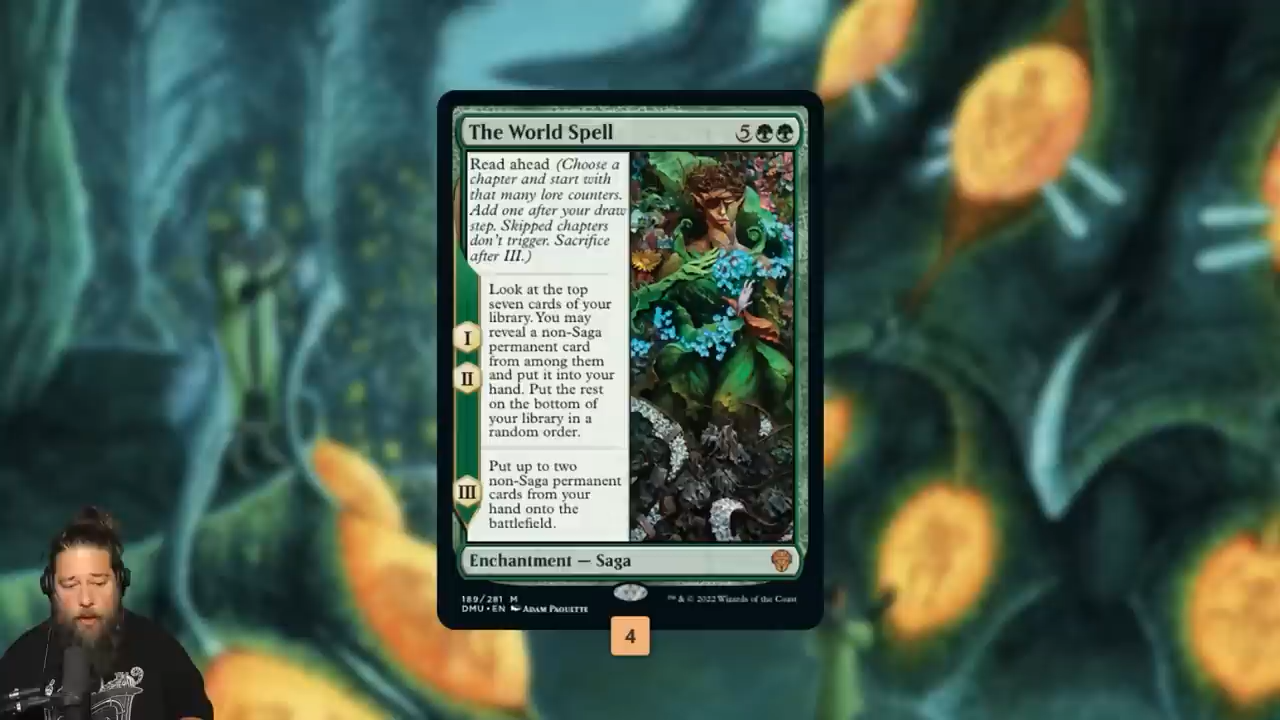 The World Spell 5
Read ahead (Choose a
chapter and start with
that many lore counters.
Add one after your draw
step. Skipped chapters
don't trigger. Sacrifice
after III.)
I
II
Look at the top
seven cards of your
library. You may
reveal a non-Saga
permanent card
from among them
and put it into your
hand. Put the rest
on the bottom of
your library in a
random order.
III
Put up to two
non-Saga permanent
cards from your
hand onto the
battlefield.
Enchantment — Saga
189/281 M
DMU • EN ADAM PAQUETTE
™ & © 2022 Wizards of the Coast
4